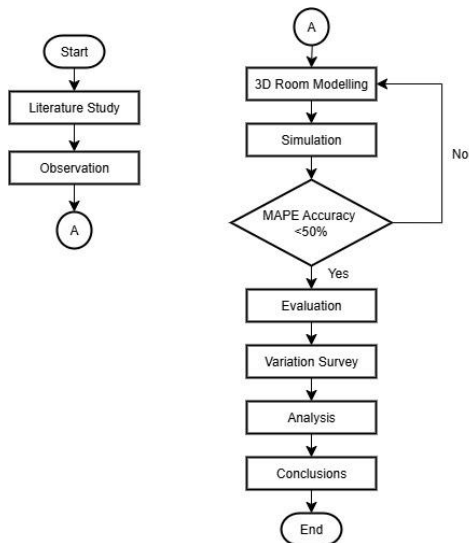 Start
Literature Study
Observation
A
A
3D Room Modelling
Simulation
MAPE Accuracy
<50%
No
Yes
Evaluation
Variation Survey
Analysis
Conclusions
End